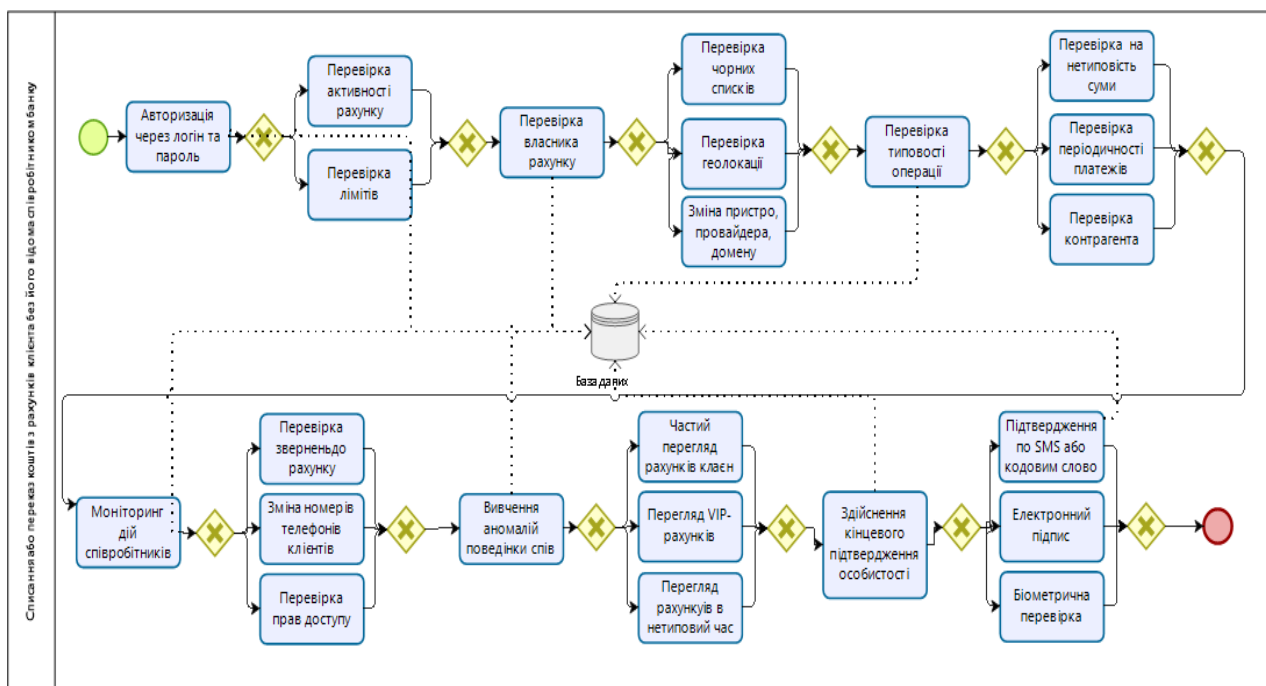 Списання або переказ коштів з рахунків клієнта без його відома співробітником банку
Авторизація
через логін та
пароль
Перевірка
активності
рахунку
Перевірка
лімітів
Перевірка
власника
рахунку
Перевірка
чорних
списків
Перевірка
геолокації
Зміна пристро,
провайдера,
домену
Перевірка
типовості
операції
Перевірка на
нетиповість
суми
Перевірка
періодичності
платежів
Перевірка
контрагента
База даних
Моніторинг
дій
співробітників
Перевірка
зверненьдо
рахунку
Зміна номерів
телефонів
клієнтів
Перевірка
прав доступу
Вивчення
аномалій
поведінки спів
Частий
перегляд
рахунків клаєн
Перегляд VIP-
рахунків
Перегляд
рахункуів в
нетиповий час
Здійснення
кінцевого
підтвердження
особистості
Підтвердження
по SMS або
кодовим слово
Електронний
підпис
Біометрична
перевірка